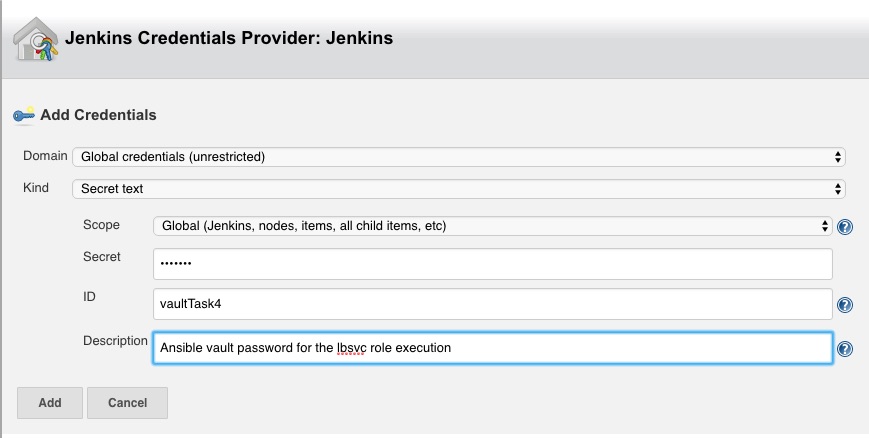 Jenkins Credentials Provider: Jenkins
Add Credentials
Domain Global credentials (unrestricted)
Kind Secret text
Scope Global (Jenkins, nodes, items, all child items, etc)
Secret •••••••
ID vaultTask4
Description Ansible vault password for the lbsvc role execution
Add Cancel